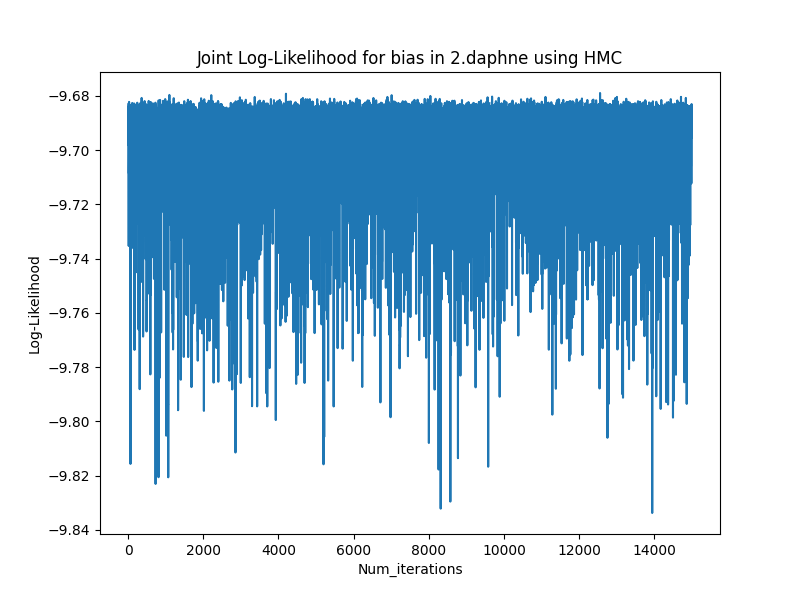 Joint Log-Likelihood for bias in 2.daphne using HMC
−9.68
−9.70
−9.72
−9.74
−9.76
−9.78
−9.80
−9.82
−9.84
Log-Likelihood
0 2000 4000 6000 8000 10000 12000 14000
Num_iterations